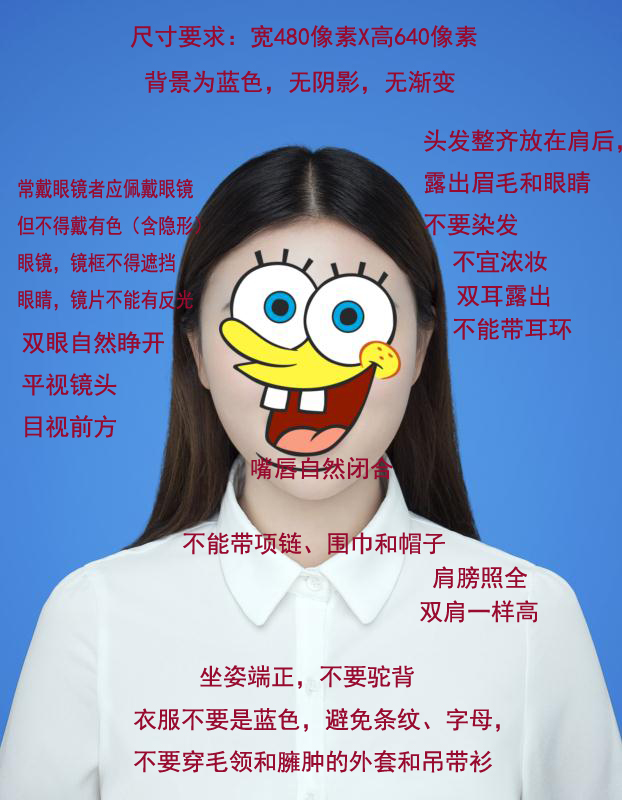 尺寸要求：宽480像素X高640像素
背景为蓝色，无阴影，无渐变
常戴眼镜者应佩戴眼镜
但不得戴有色（含隐形）
眼镜，镜框不得遮挡
眼睛，镜片不能有反光
双眼自然睁开
平视镜头
目视前方
头发整齐放在肩后，
露出眉毛和眼睛
不要染发
不宜浓妆
双耳露出
不能带耳环
嘴唇自然闭合
不能带项链、围巾和帽子
肩膀照全
双肩一样高
坐姿端正，不要驼背
衣服不要是蓝色，避免条纹、字母，
不要穿毛领和臃肿的外套和吊带衫